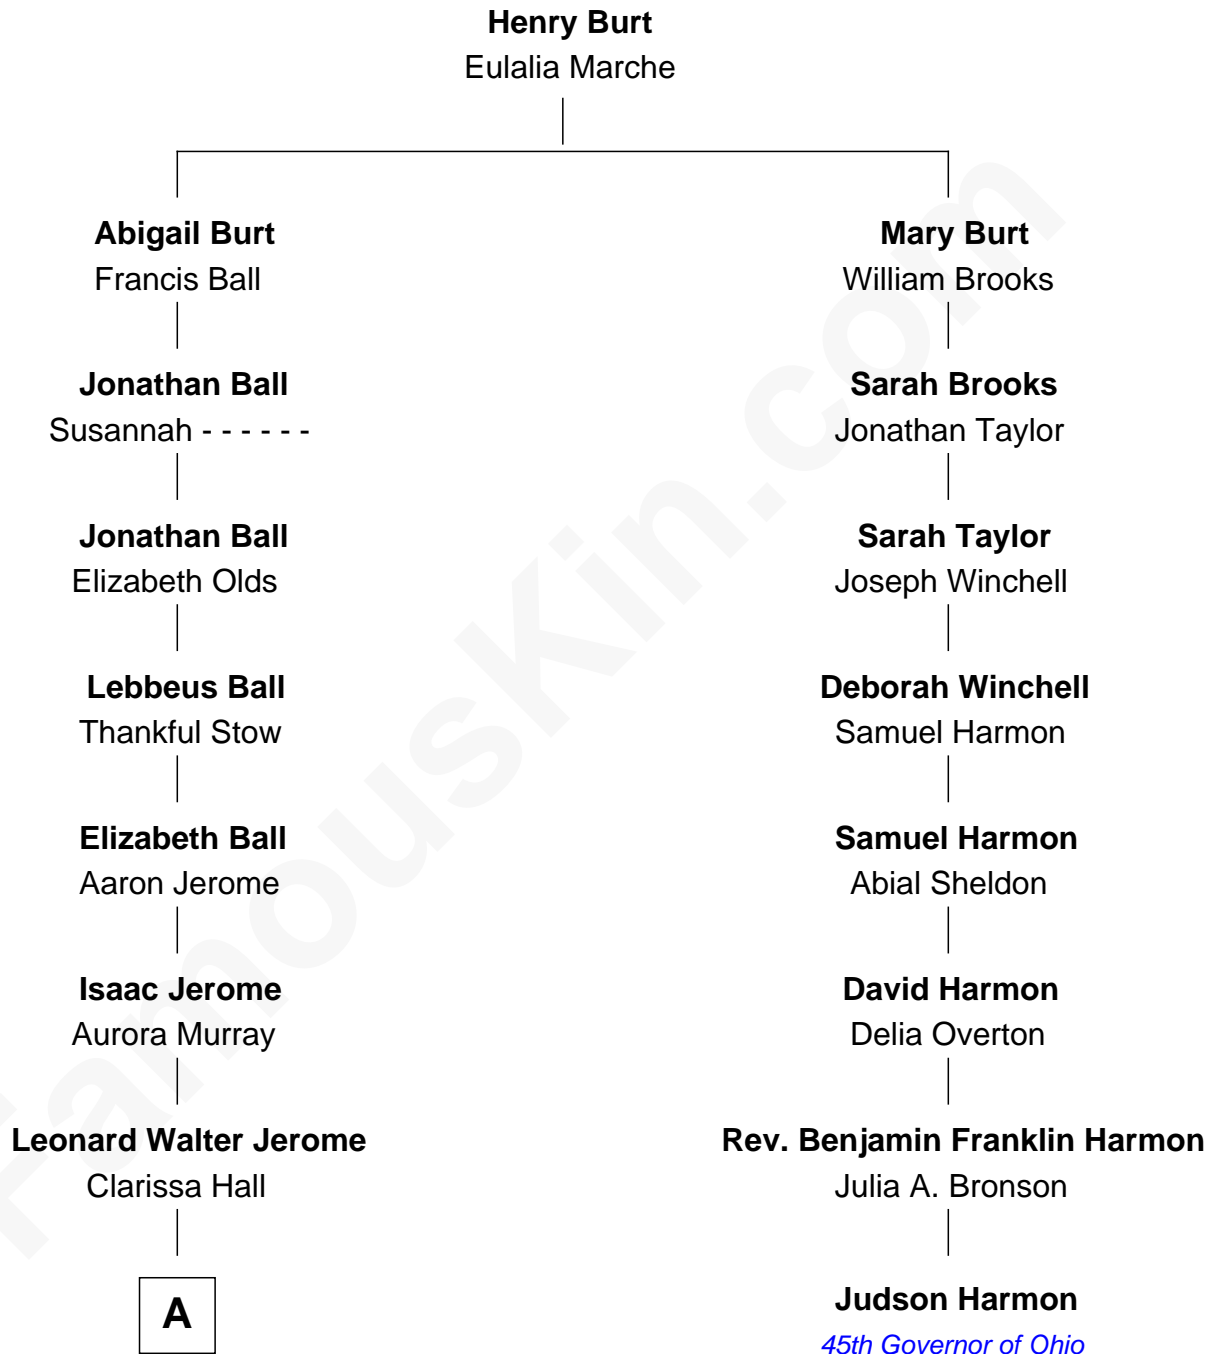 Henry Burt
Eulalia Marche
Abigail Burt
Francis Ball
Mary Burt
William Brooks
Jonathan Ball
Susannah - - - - - -
Sarah Brooks
Jonathan Taylor
Jonathan Ball
Elizabeth Olds
Sarah Taylor
Joseph Winchell
Lebbeus Ball
Thankful Stow
Deborah Winchell
Samuel Harmon
Elizabeth Ball
Aaron Jerome
Samuel Harmon
Abial Sheldon
Isaac Jerome
Aurora Murray
David Harmon
Delia Overton
Leonard Walter Jerome
Clarissa Hall
Rev. Benjamin Franklin Harmon
Julia A. Bronson
A
Judson Harmon
45th Governor of Ohio
FamousKin.com